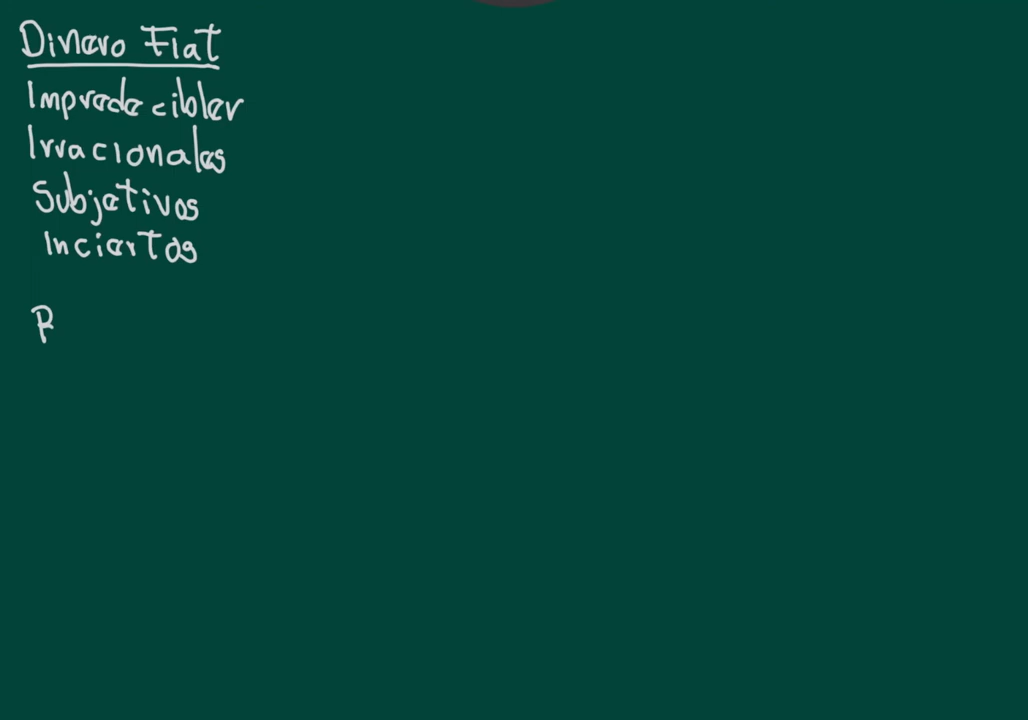 Dinero Fiat
Impredecibles
Irracionales
Subjetivos
Inciertos
R